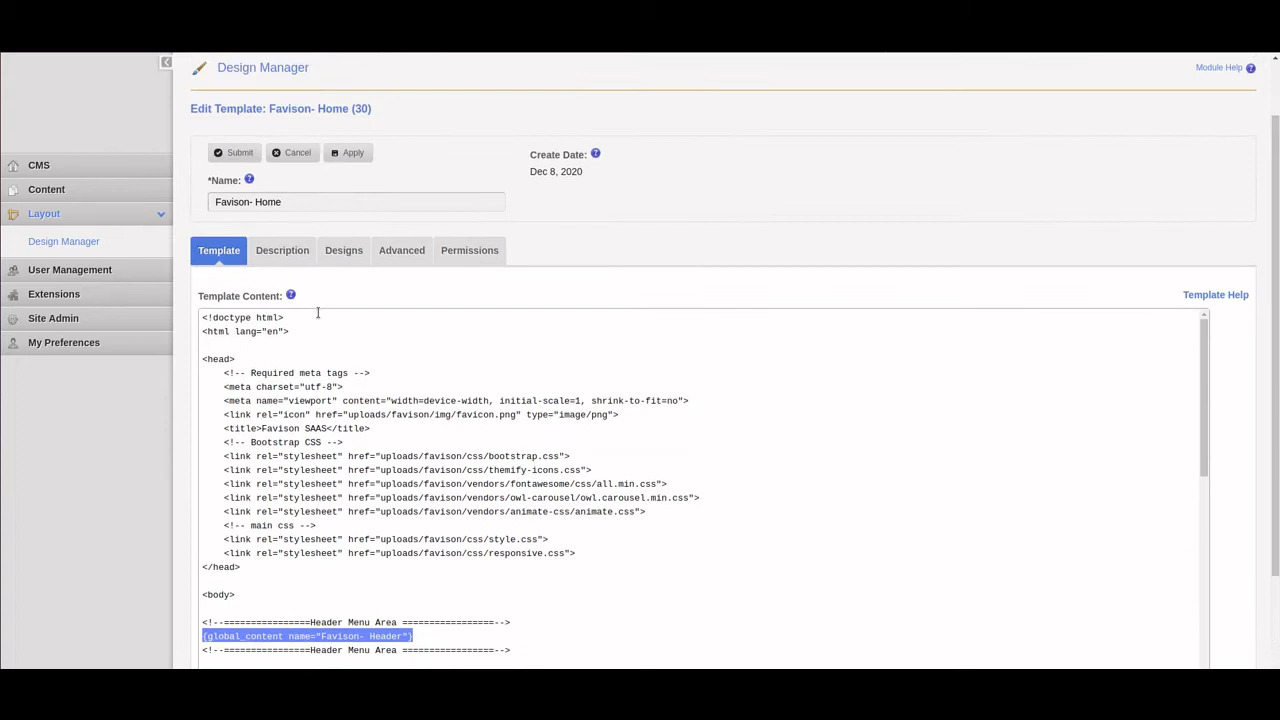 Design Manager
Module Help
Edit Template: Favison- Home (30)
Submit
Cancel
Apply
Create Date:
Dec 8, 2020
*Name:
Favison- Home
CMS
Content
Layout
Design Manager
User Management
Extensions
Site Admin
My Preferences
Template
Description
Designs
Advanced
Permissions
Template Content:
Template Help
<!doctype html>
<html lang="en">
<head>
<!-- Required meta tags -->
<meta charset="utf-8">
<meta name="viewport" content="width=device-width, initial-scale=1, shrink-to-fit=no">
<link rel="icon" href="uploads/favison/img/favicon.png" type="image/png">
<title>Favison SAAS</title>
<!-- Bootstrap CSS -->
<link rel="stylesheet" href="uploads/favison/css/bootstrap.css">
<link rel="stylesheet" href="uploads/favison/css/themify-icons.css">
<link rel="stylesheet" href="uploads/favison/vendors/fontawesome/css/all.min.css">
<link rel="stylesheet" href="uploads/favison/vendors/owl-carousel/owl.carousel.min.css">
<link rel="stylesheet" href="uploads/favison/vendors/animate-css/animate.css">
<!-- main css -->
<link rel="stylesheet" href="uploads/favison/css/style.css">
<link rel="stylesheet" href="uploads/favison/css/responsive.css">
</head>
<body>
<!--================Header Menu Area =================-->
{global_content name="Favison- Header"}
<!--================Header Menu Area =================-->